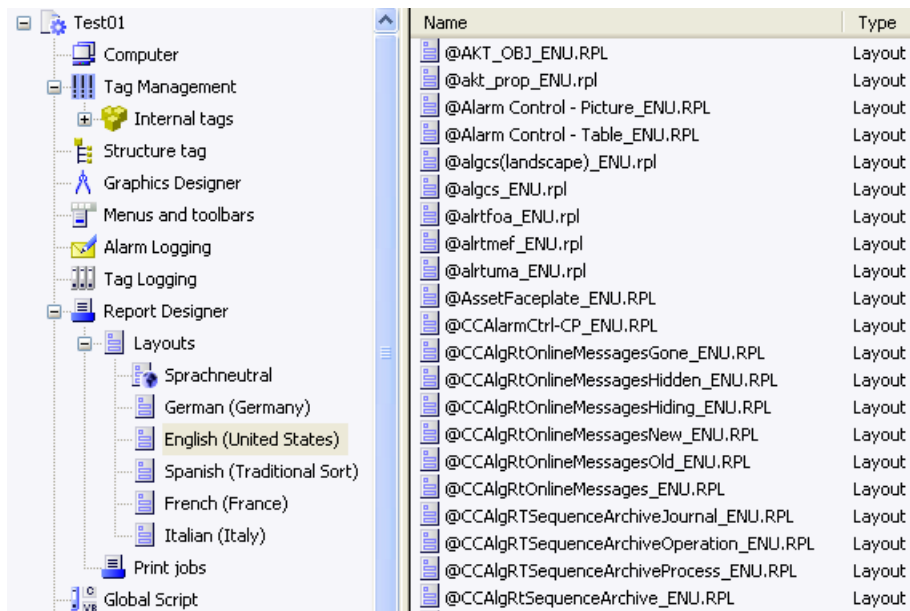 Test01
Computer
Tag Management
Internal tags
Structure tag
Graphics Designer
Menus and toolbars
Alarm Logging
Tag Logging
Report Designer
Layouts
Sprachneutral
German (Germany)
English (United States)
Spanish (Traditional Sort)
French (France)
Italian (Italy)
Print jobs
Global Script
Name Type
@AKT_OBJ_ENU.RPL Layout
@akt_prop_ENU.rpl Layout
@Alarm Control - Picture_ENU.RPL Layout
@Alarm Control - Table_ENU.RPL Layout
@algcs(landscape)_ENU.rpl Layout
@algcs_ENU.rpl Layout
@alrtfoa_ENU.rpl Layout
@alrtmef_ENU.rpl Layout
@alrtuma_ENU.rpl Layout
@AssetFaceplate_ENU.RPL Layout
@CCAlarmCtrl-CP_ENU.RPL Layout
@CCAlgRtOnlineMessagesGone_ENU.RPL Layout
@CCAlgRtOnlineMessagesHidden_ENU.RPL Layout
@CCAlgRtOnlineMessagesHiding_ENU.RPL Layout
@CCAlgRtOnlineMessagesNew_ENU.RPL Layout
@CCAlgRtOnlineMessagesOld_ENU.RPL Layout
@CCAlgRtOnlineMessages_ENU.RPL Layout
@CCAlgRTSequenceArchiveJournal_ENU.RPL Layout
@CCAlgRTSequenceArchiveOperation_ENU.RPL Layout
@CCAlgRTSequenceArchiveProcess_ENU.RPL Layout
@CCAlgRtSequenceArchive_ENU.RPL Layout